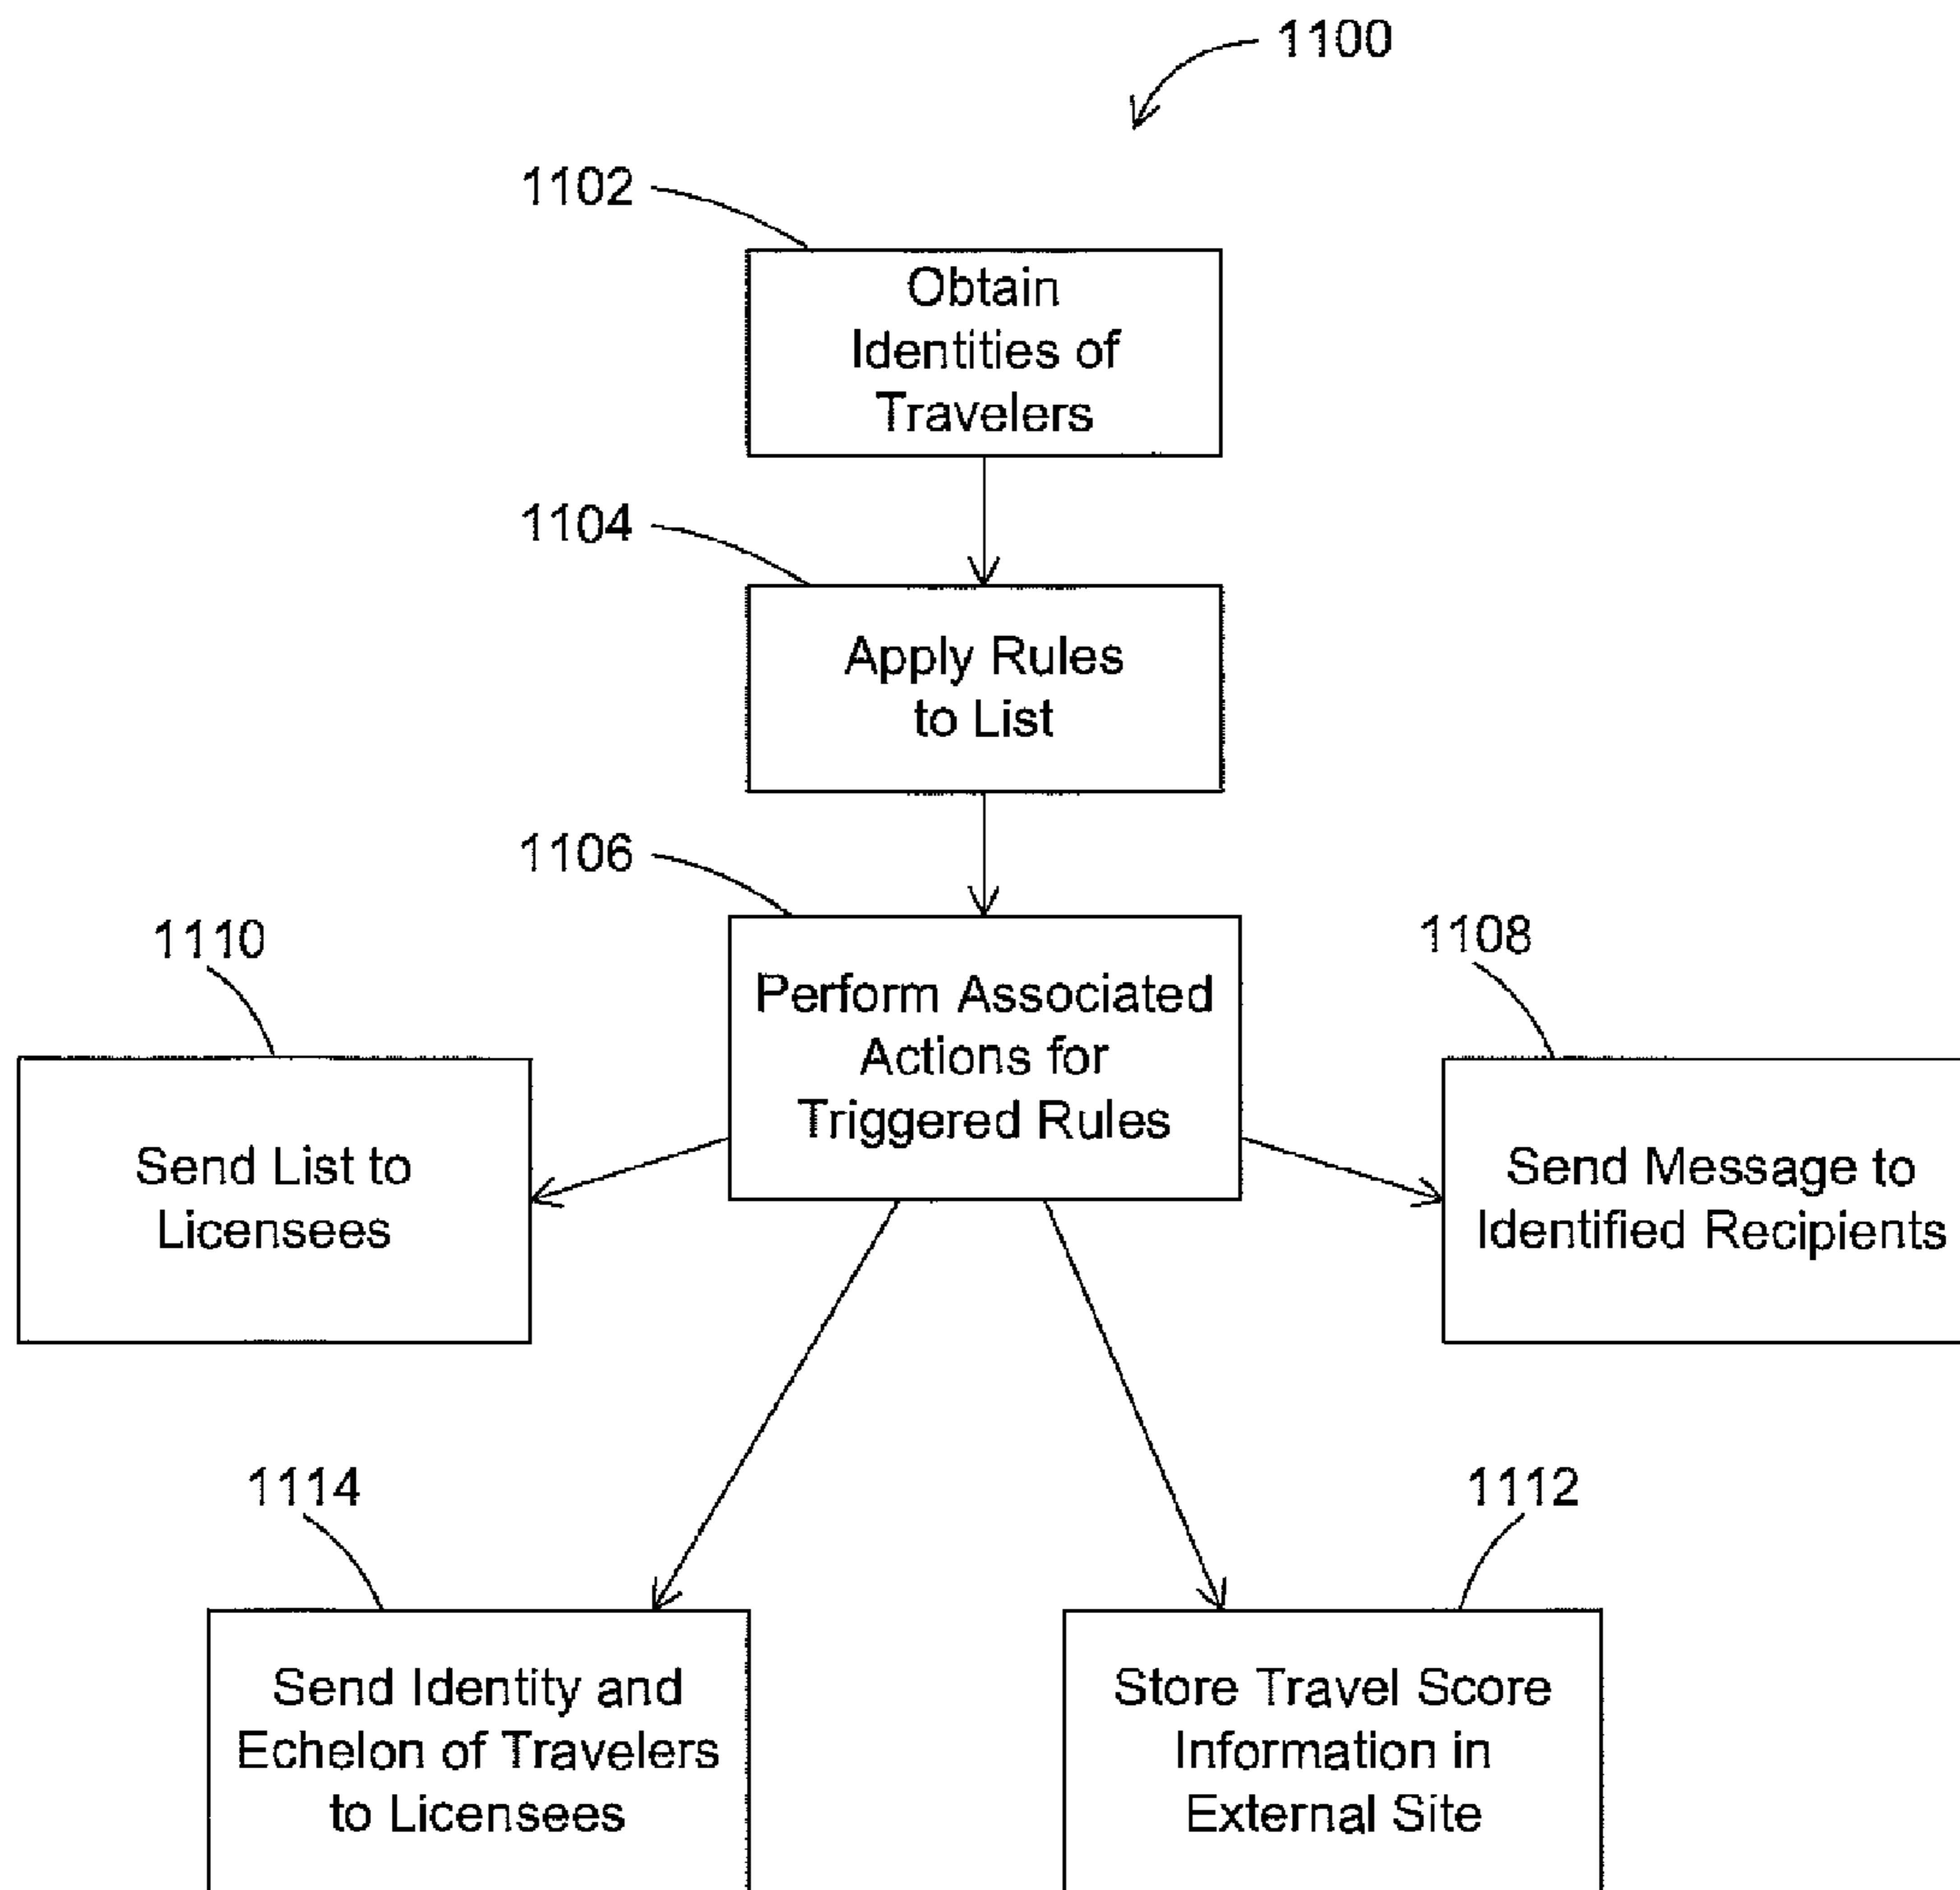 1100
1102
Obtain
Identities of
Travelers
1104
Apply Rules
to List
1106
Perform Associated
Actions for
Triggered Rules
1110
Send List to
Licensees
1108
Send Message to
Identified Recipients
1114
Send Identity and
Echelon of Travelers
to Licensees
1112
Store Travel Score
Information in
External Site